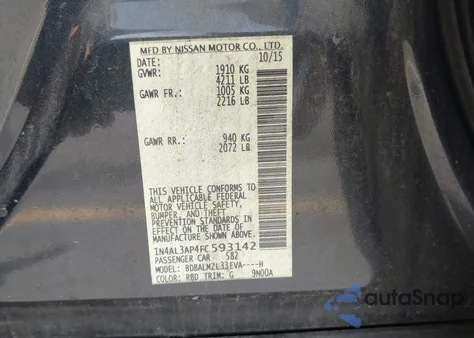 MFD BY NISSAN MOTOR CO., LTD.
DATE: 10/15
GVWR: 1910 KG
4211 LB
GAWR FR.: 1005 KG
2216 LB
GAWR RR.: 940 KG
2072 LB
THIS VEHICLE CONFORMS TO
ALL APPLICABLE FEDERAL
MOTOR VEHICLE SAFETY,
BUMPER, AND THEFT
PREVENTION STANDARDS IN
EFFECT ON THE DATE OF
MANUFACTURE SHOWN ABOVE.
1N4AL3AP4FC593142
PASSENGER CAR 582
MODEL: BDBALMZL33EVA----H
COLOR: RBD TRIM: G 9N00A
autoSnap